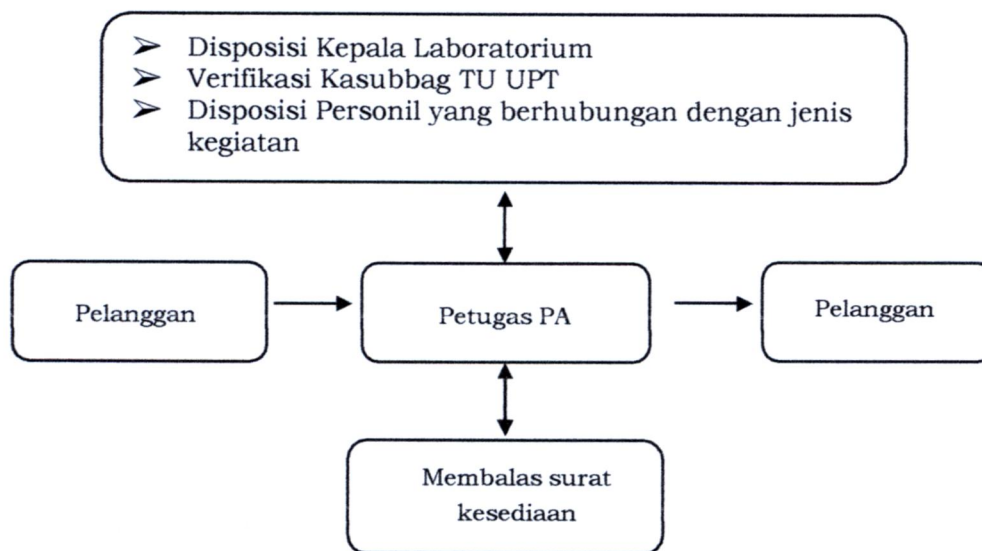 ➢ Disposisi Kepala Laboratorium
➢ Verifikasi Kasubbag TU UPT
➢ Disposisi Personil yang berhubungan dengan jenis
kegiatan
Pelanggan
Petugas PA
Pelanggan
Membalas surat
kesediaan